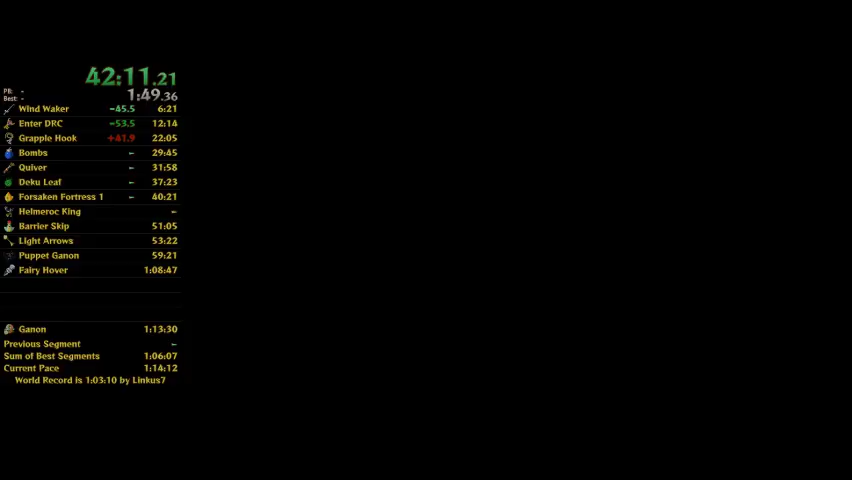 42:11.21
PB: -
1:49.36
Best: -
Wind Waker -45.5 6:21
Enter DRC -53.5 12:14
Grapple Hook +41.9 22:05
Bombs - 29:45
Quiver - 31:58
Deku Leaf - 37:23
Forsaken Fortress 1 - 40:21
Helmeroc King -
Barrier Skip 51:05
Light Arrows 53:22
Puppet Ganon 59:21
Fairy Hover 1:08:47
Ganon 1:13:30
Previous Segment -
Sum of Best Segments 1:06:07
Current Pace 1:14:12
World Record is 1:03:10 by Linkus7